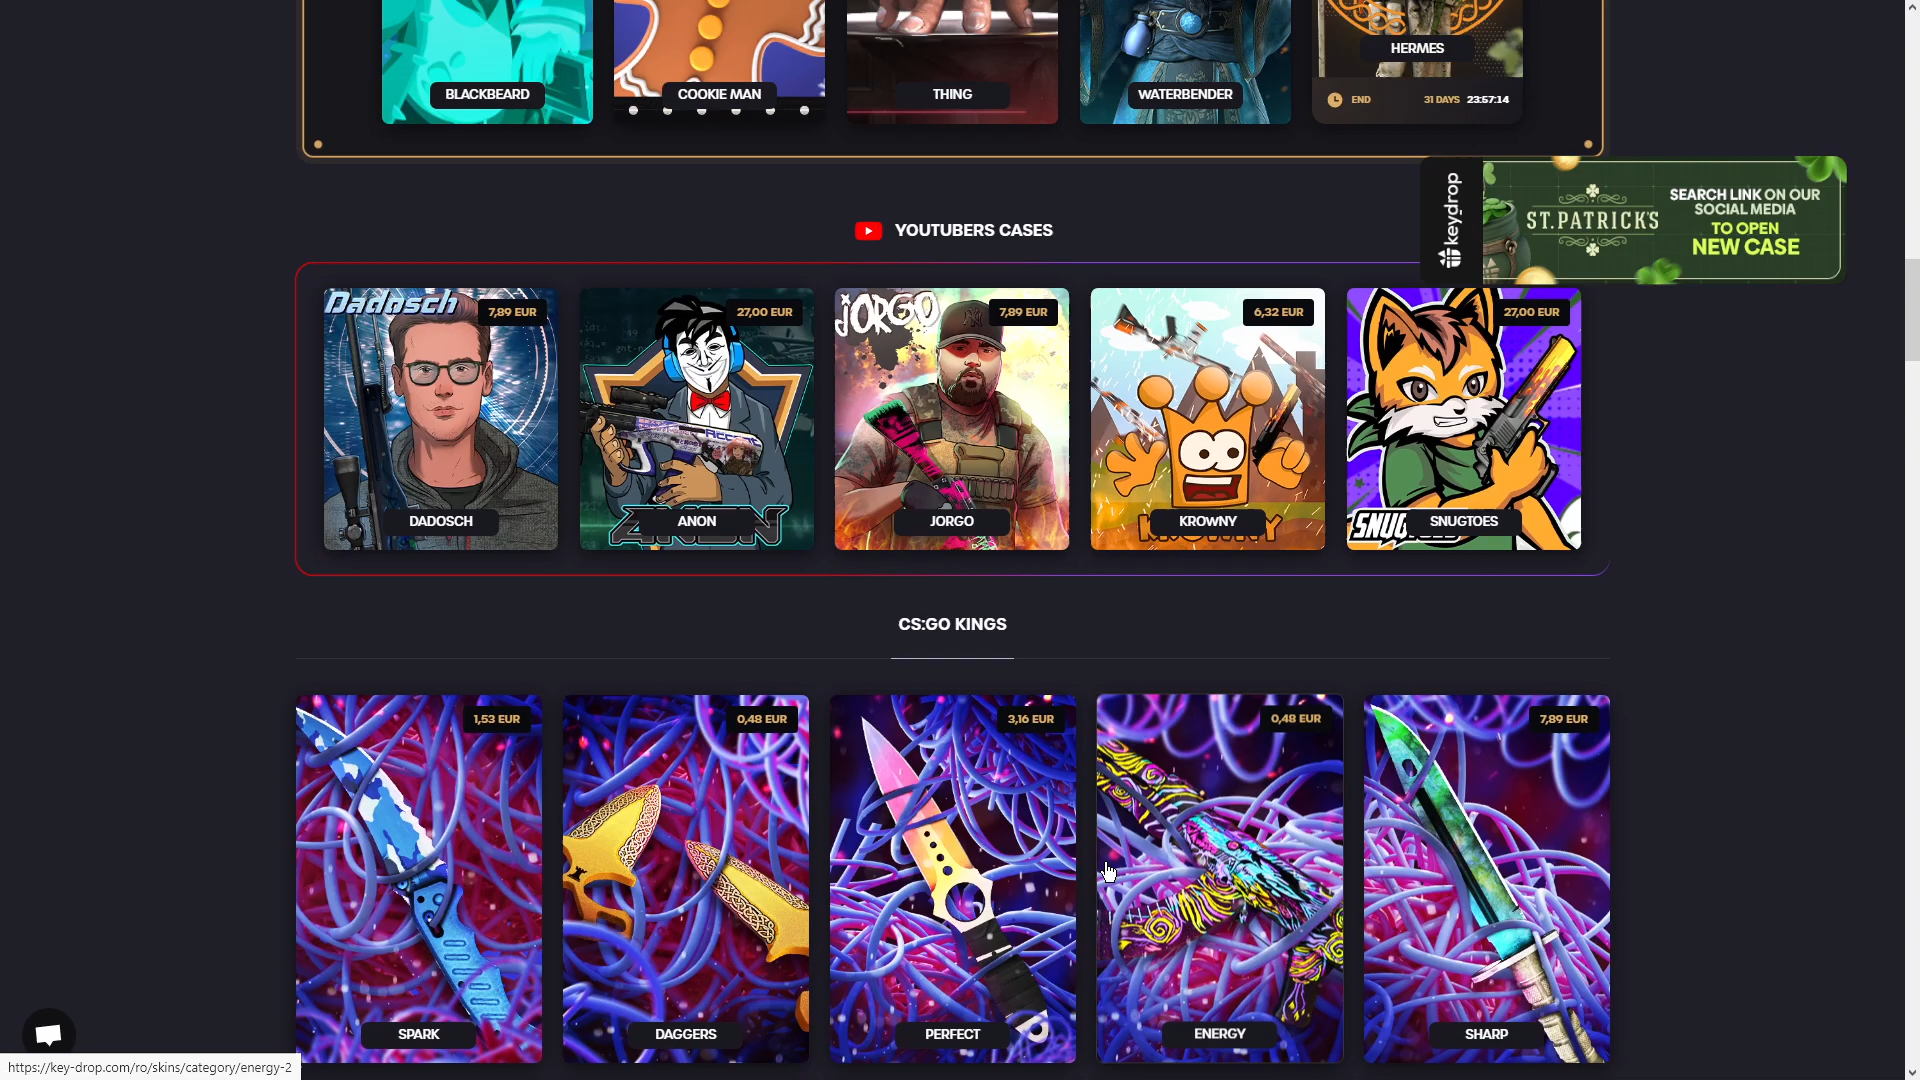 BLACKBEARD
COOKIE MAN
THING
WATERBENDER
HERMES
END 31 DAYS 23:57:14
keydrop
ST. PATRICK'S
SEARCH LINK ON OUR
SOCIAL MEDIA
TO OPEN
NEW CASE
YOUTUBERS CASES
Dadosch
7,89 EUR
DADOSCH
27,00 EUR
ANON
JORGO
7,89 EUR
JORGO
6,32 EUR
KROWNY
27,00 EUR
SNUGTOES
CS:GO KINGS
1,53 EUR
SPARK
0,48 EUR
DAGGERS
3,16 EUR
PERFECT
0,48 EUR
ENERGY
7,89 EUR
SHARP
https://key-drop.com/ro/skins/category/energy-2